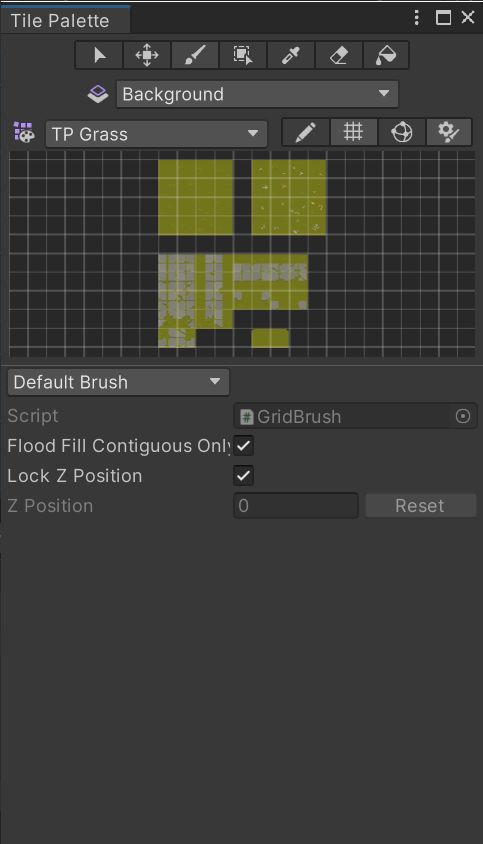 Tile Palette
Background
TP Grass
Default Brush
Script
GridBrush
Flood Fill Contiguous Only
Lock Z Position
Z Position
0
Reset